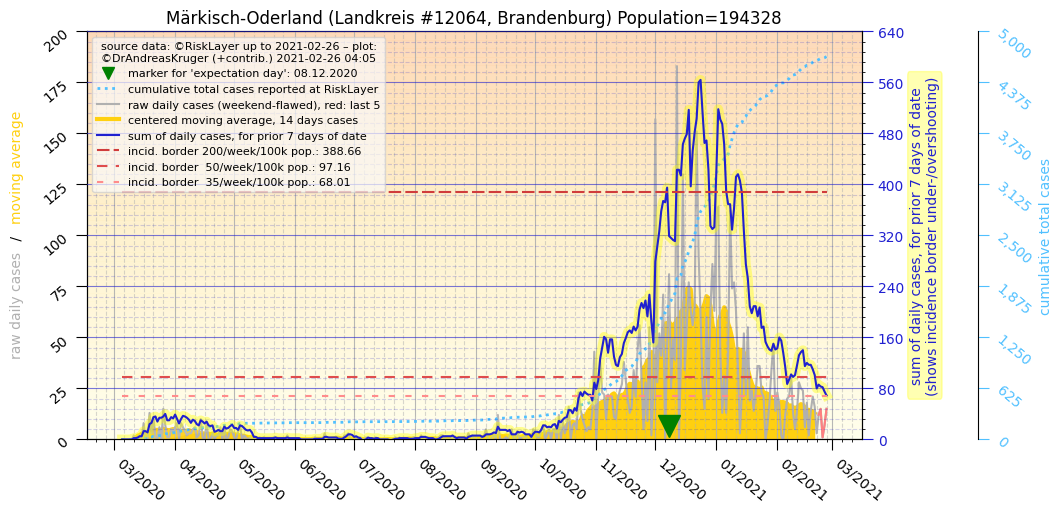 Märkisch-Oderland (Landkreis #12064, Brandenburg) Population=194328
source data: ©RiskLayer up to 2021-02-26 – plot:
©DrAndreasKruger (+contrib.) 2021-02-26 04:05
marker for 'expectation day': 08.12.2020
cumulative total cases reported at RiskLayer
raw daily cases (weekend-flawed), red: last 5
centered moving average, 14 days cases
sum of daily cases, for prior 7 days of date
incid. border 200/week/100k pop.: 388.66
incid. border  50/week/100k pop.: 97.16
incid. border  35/week/100k pop.: 68.01
raw daily cases / moving average
200
175
150
125
100
75
50
25
0
640
560
480
400
320
240
160
80
0
sum of daily cases, for prior 7 days of date
(shows incidence border under-/overshooting)
5,000
4,375
3,750
3,125
2,500
1,875
1,250
625
0
cumulative total cases
03/2020
04/2020
05/2020
06/2020
07/2020
08/2020
09/2020
10/2020
11/2020
12/2020
01/2021
02/2021
03/2021